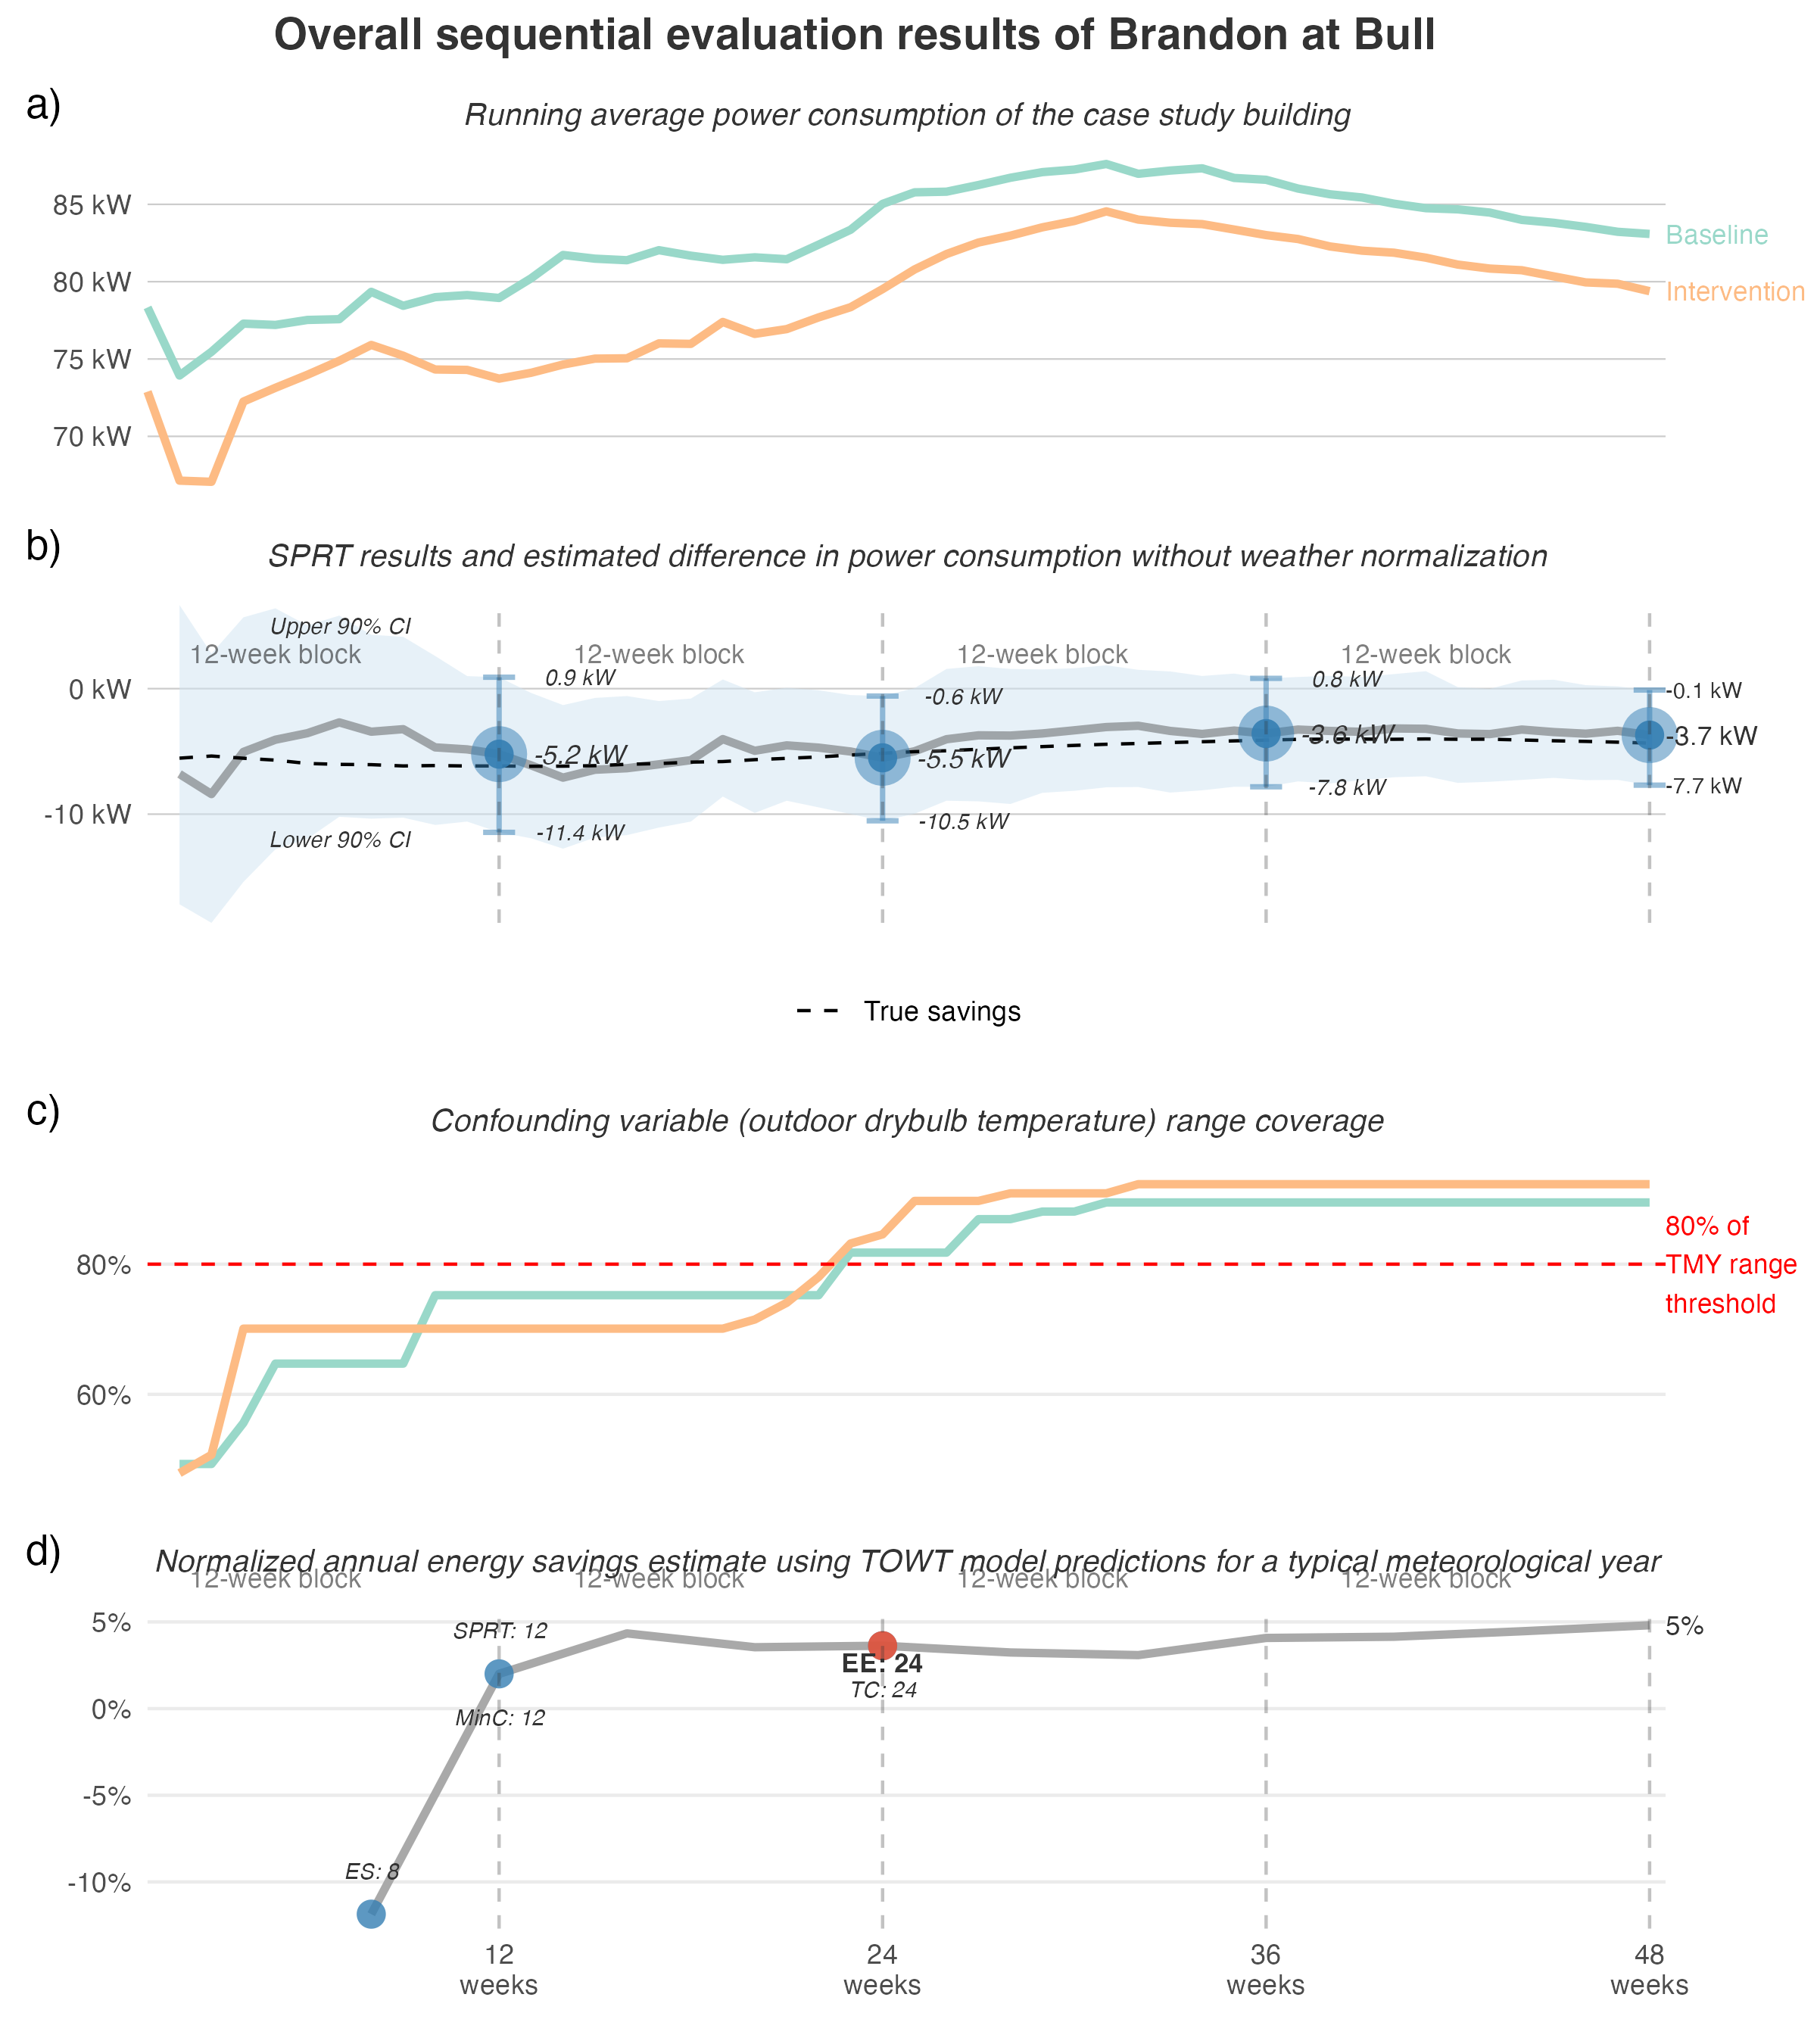 Overall sequential evaluation results of Brandon at Bull
a)
Running average power consumption of the case study building
85 kW
80 kW
75 kW
70 kW
Baseline
Intervention
b)
SPRT results and estimated difference in power consumption without weather normalization
Upper 90% CI
12-week block
12-week block
12-week block
12-week block
0.9 kW
-0.6 kW
0.8 kW
-0.1 kW
0 kW
-5.2 kW
-5.5 kW
-3.6 kW
-3.7 kW
-10 kW
-11.4 kW
-10.5 kW
-7.8 kW
-7.7 kW
Lower 90% CI
True savings
c)
Confounding variable (outdoor drybulb temperature) range coverage
80%
60%
80% of
TMY range
threshold
d)
Normalized annual energy savings estimate using TOWT model predictions for a typical meteorological year
12-week block
12-week block
12-week block
12-week block
5%
0%
-5%
-10%
SPRT: 12
MinC: 12
EE: 24
TC: 24
5%
ES: 8
12
weeks
24
weeks
36
weeks
48
weeks